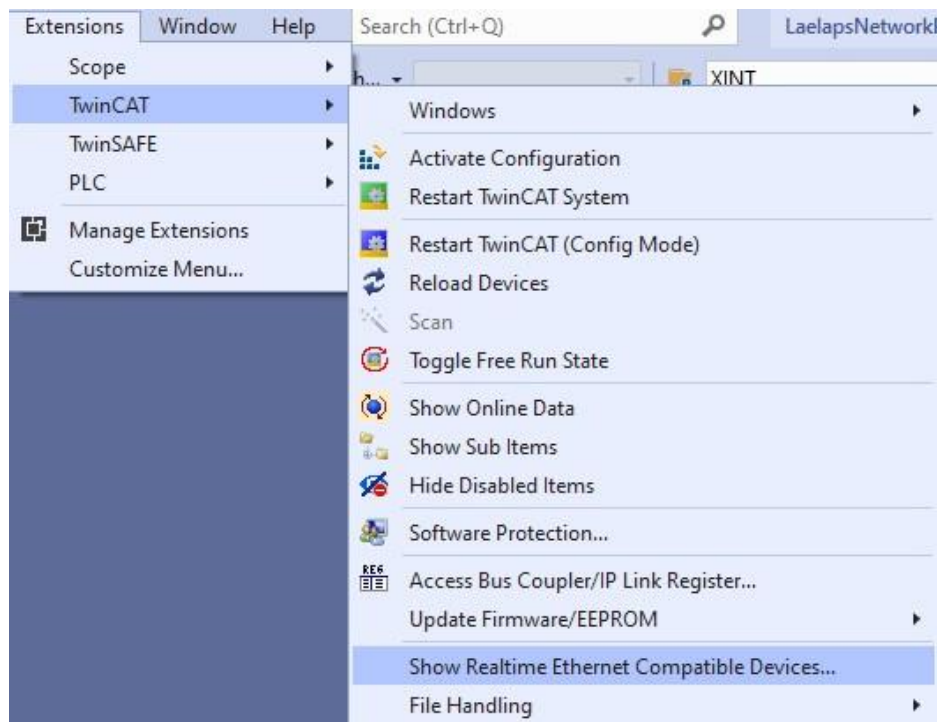 Extensions Window Help Search (Ctrl+Q)
Scope
TwinCAT
TwinSAFE
PLC
Manage Extensions
Customize Menu...
XINT
Windows
Activate Configuration
Restart TwinCAT System
Restart TwinCAT (Config Mode)
Reload Devices
Scan
Toggle Free Run State
Show Online Data
Show Sub Items
Hide Disabled Items
Software Protection...
REG
Access Bus Coupler/IP Link Register...
Update Firmware/EEPROM
Show Realtime Ethernet Compatible Devices...
File Handling